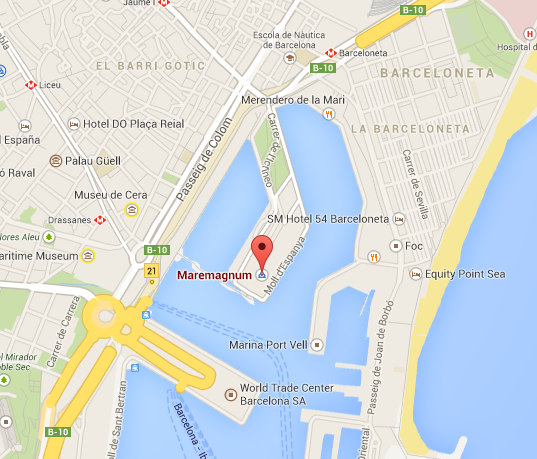 Jaume I
B-10
Escola de Nàutica
de Barcelona
Barceloneta
B-10
Hospital d
EL BARRI GÒTIC
BARCELONETA
Liceu
Merendero de la Mari
Hotel DO Plaça Reial
Passeig de Colom
Carrer de l'Ictineo
LA BARCELONETA
España
Palau Güell
ó Raval
Carrer de Sevilla
Museu de Cera
Drassanes
SM Hotel 54 Barceloneta
lores Aleu
Foc
B-10
aritime Museum
21
Maremagnum
Moll d'Espanya
Equity Point Sea
Carrer de Carrera
Passeig de Joan de Borbó
Marina Port Vell
l Mirador
oble Sec
World Trade Center
Barcelona SA
oll de Sant Bertran
Barcelona - Ib
B-10
Oriental